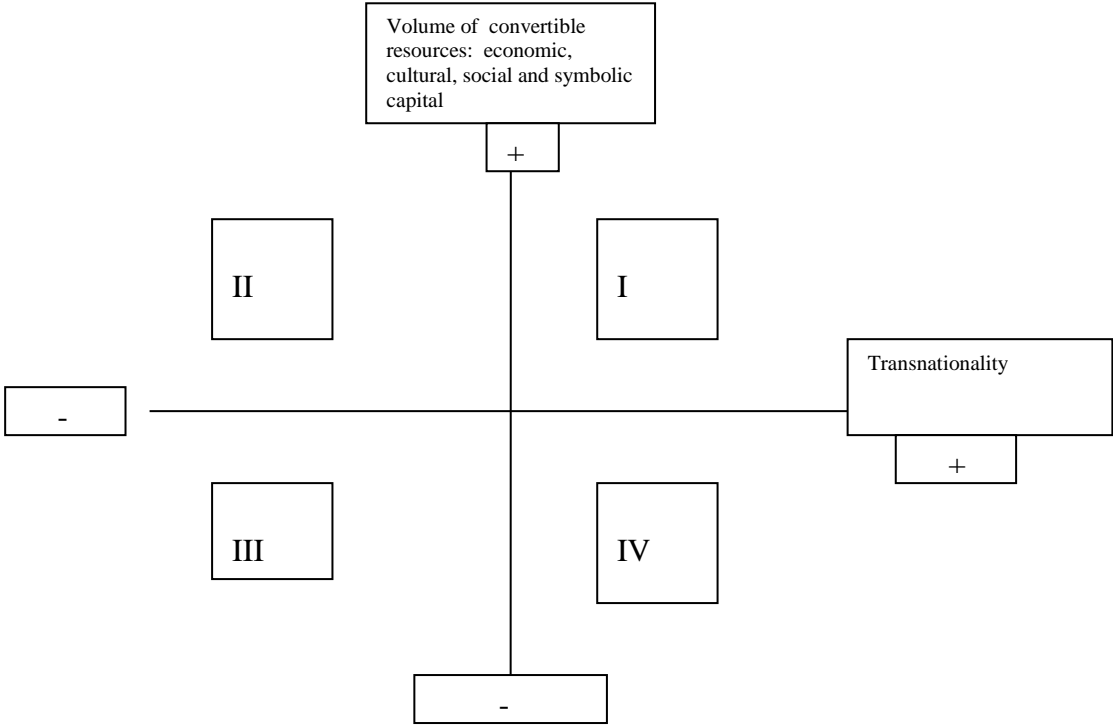 Volume of convertible
resources: economic,
cultural, social and symbolic
capital
+
II
I
Transnationality
-
+
III
IV
-